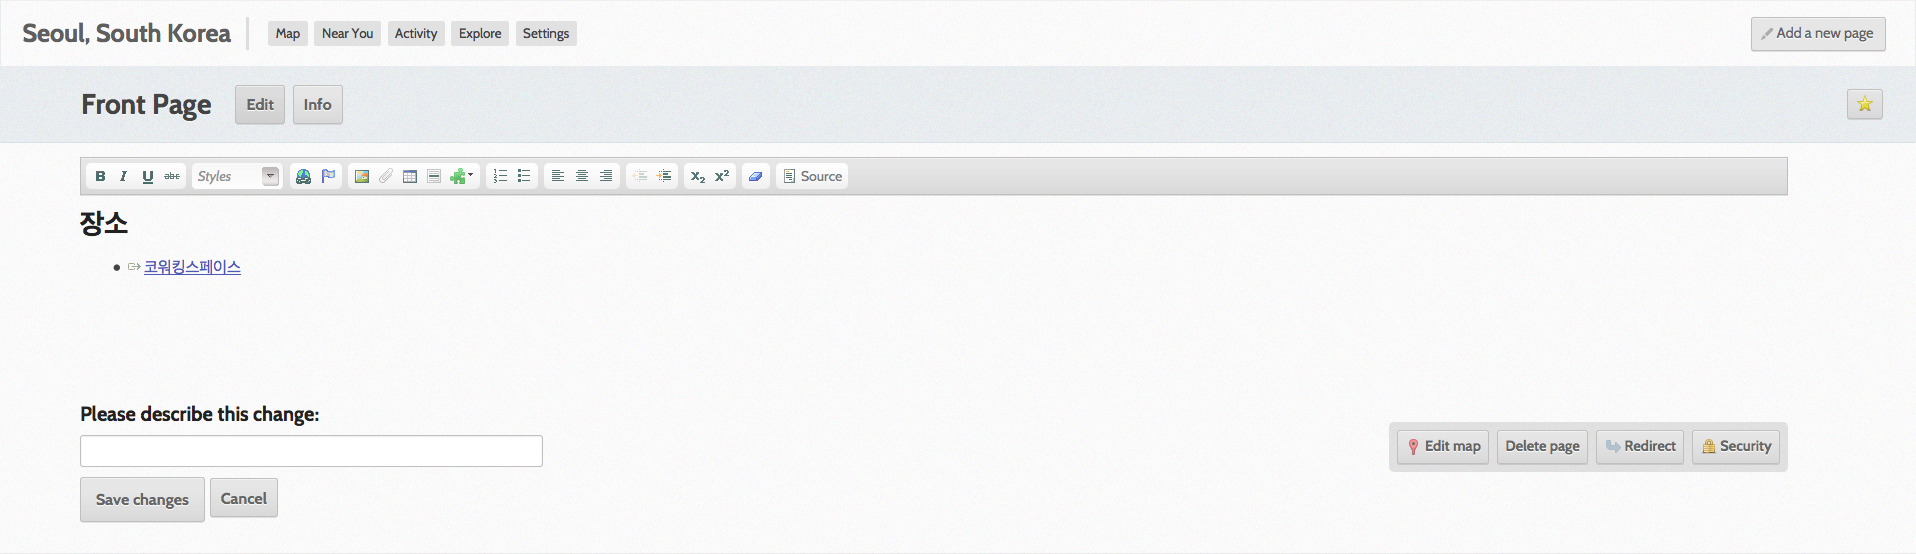 Seoul, South Korea Map Near You Activity Explore Settings Add a new page
Front Page Edit Info
B I U abc Styles X₂ X² Source
장소
코워킹스페이스
Please describe this change:
Edit map Delete page Redirect Security
Save changes Cancel